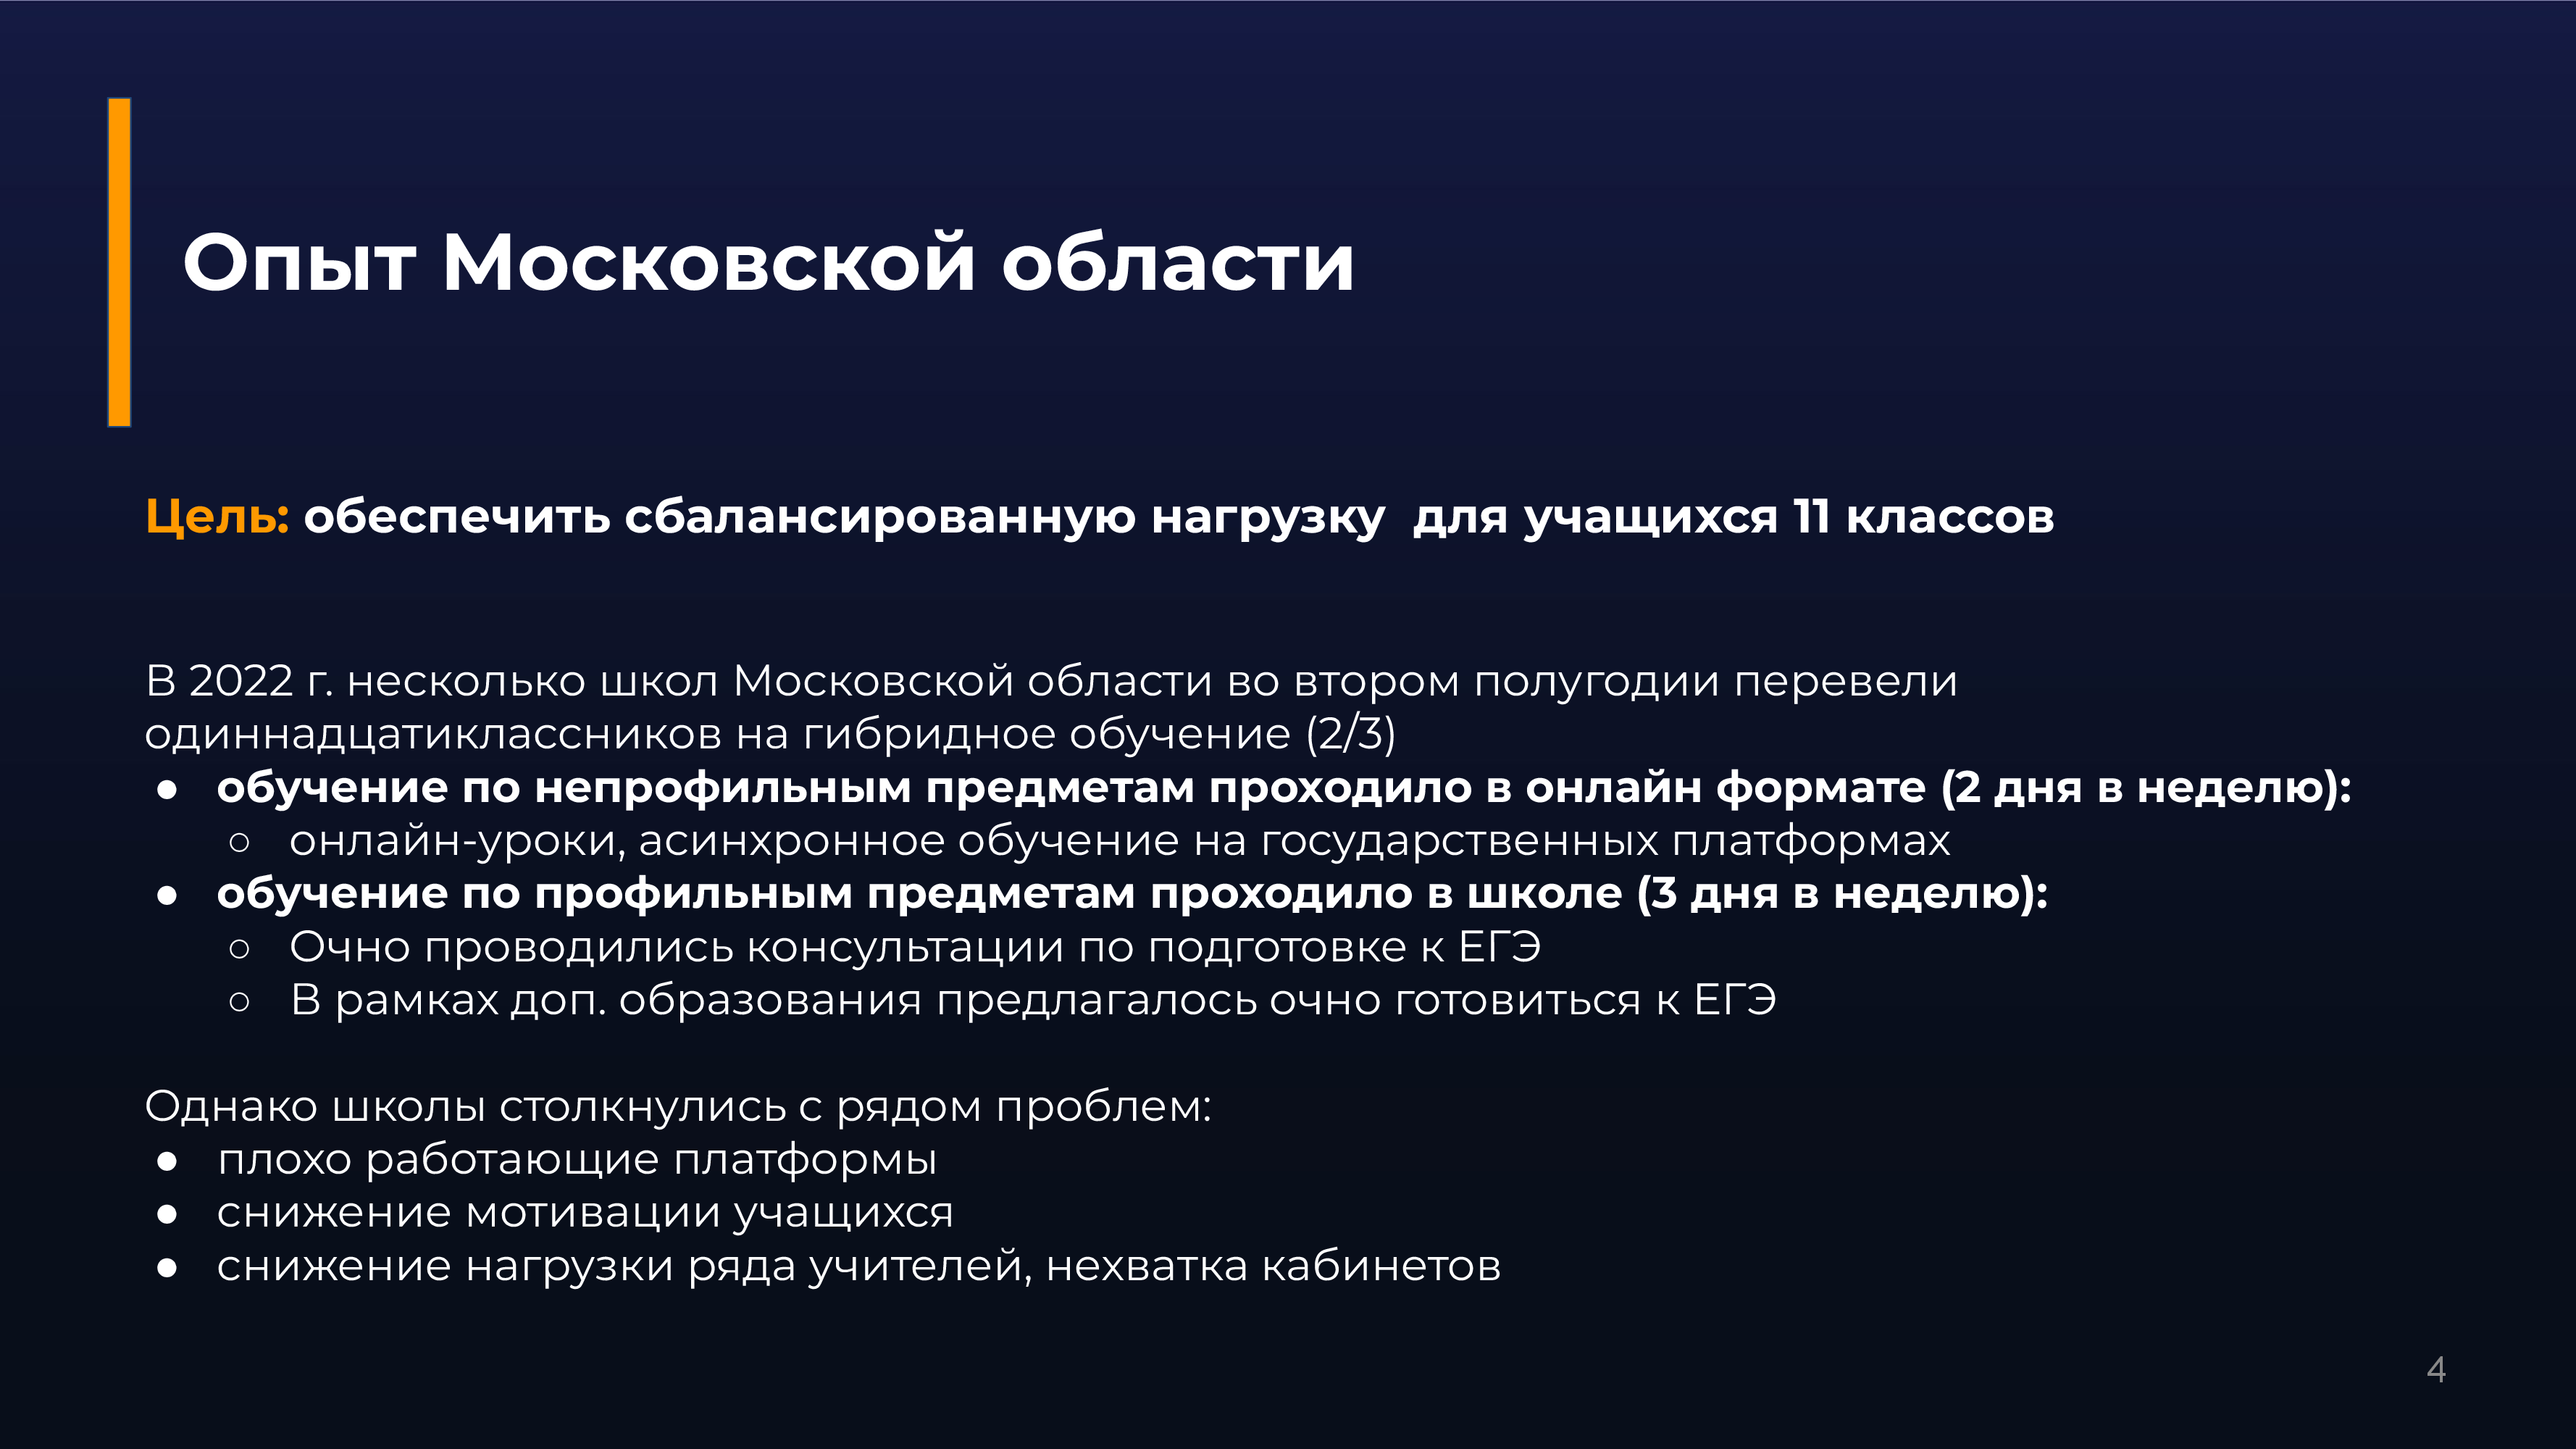 Опыт Московской области
Цель: обеспечить сбалансированную нагрузку  для учащихся 11 классов
В 2022 г. несколько школ Московской области во втором полугодии перевели
одиннадцатиклассников на гибридное обучение (2/3)
● обучение по непрофильным предметам проходило в онлайн формате (2 дня в неделю):
○ онлайн-уроки, асинхронное обучение на государственных платформах
● обучение по профильным предметам проходило в школе (3 дня в неделю):
○ Очно проводились консультации по подготовке к ЕГЭ
○ В рамках доп. образования предлагалось очно готовиться к ЕГЭ
Однако школы столкнулись с рядом проблем:
● плохо работающие платформы
● снижение мотивации учащихся
● снижение нагрузки ряда учителей, нехватка кабинетов
4